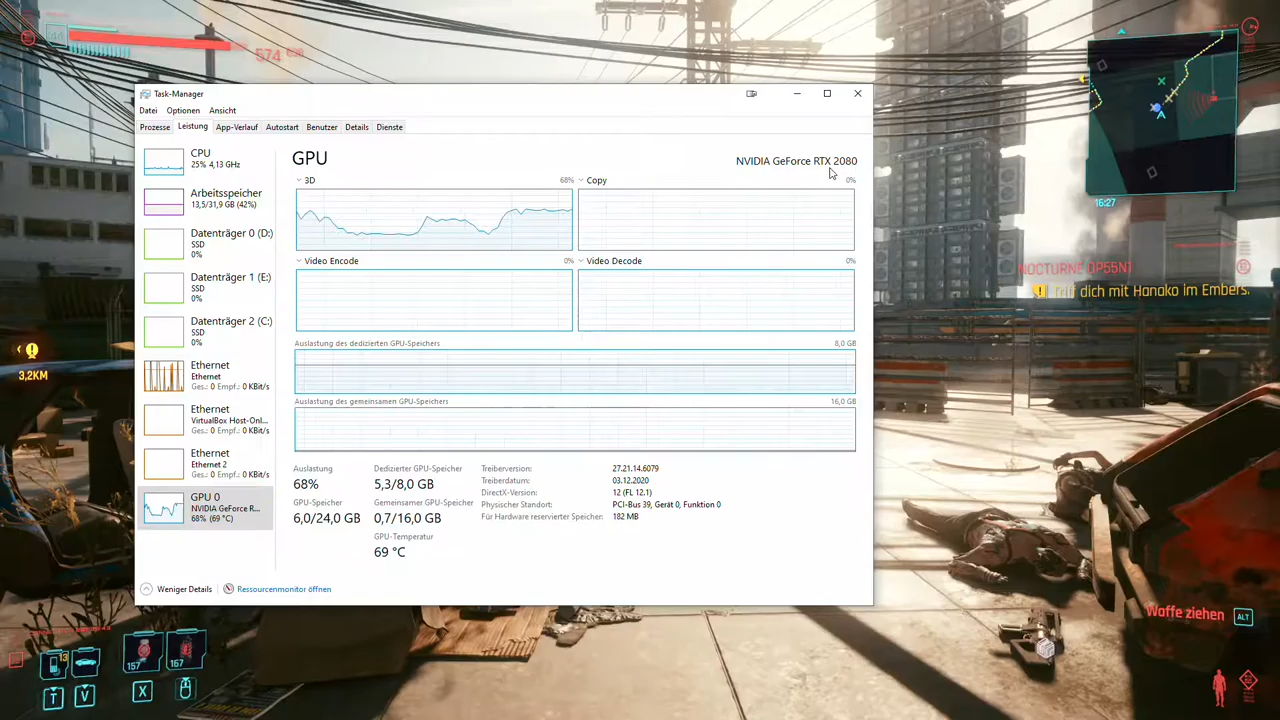 574
Task-Manager
Datei Optionen Ansicht
Prozesse Leistung App-Verlauf Autostart Benutzer Details Dienste
CPU
25% 4,13 GHz
Arbeitsspeicher
13,5/31,9 GB (42%)
Datenträger 0 (D:)
SSD
0%
Datenträger 1 (E:)
SSD
0%
Datenträger 2 (C:)
SSD
0%
Ethernet
Ethernet
Ges.: 0 Empf.: 0 KBit/s
Ethernet
VirtualBox Host-Onl...
Ges.: 0 Empf.: 0 KBit/s
Ethernet
Ethernet 2
Ges.: 0 Empf.: 0 KBit/s
GPU 0
NVIDIA GeForce R...
68% (69 °C)
GPU
NVIDIA GeForce RTX 2080
3D 68%
Copy 0%
Video Encode 0%
Video Decode 0%
Auslastung des dedizierten GPU-Speichers 8,0 GB
Auslastung des gemeinsamen GPU-Speichers 16,0 GB
Auslastung
68%
Dedizierter GPU-Speicher
5,3/8,0 GB
GPU-Speicher
6,0/24,0 GB
Gemeinsamer GPU-Speicher
0,7/16,0 GB
GPU-Temperatur
69 °C
Treiberversion: 27.21.14.6079
Treiberdatum: 03.12.2020
DirectX-Version: 12 (FL 12.1)
Physischer Standort: PCI-Bus 39, Gerät 0, Funktion 0
Für Hardware reservierter Speicher: 182 MB
Weniger Details
Ressourcenmonitor öffnen
16:27
NOCTURNE OP55N1
Triff dich mit Hanako im Embers.
3,2KM
Waffe ziehen ALT
13
157
167
T
V
X